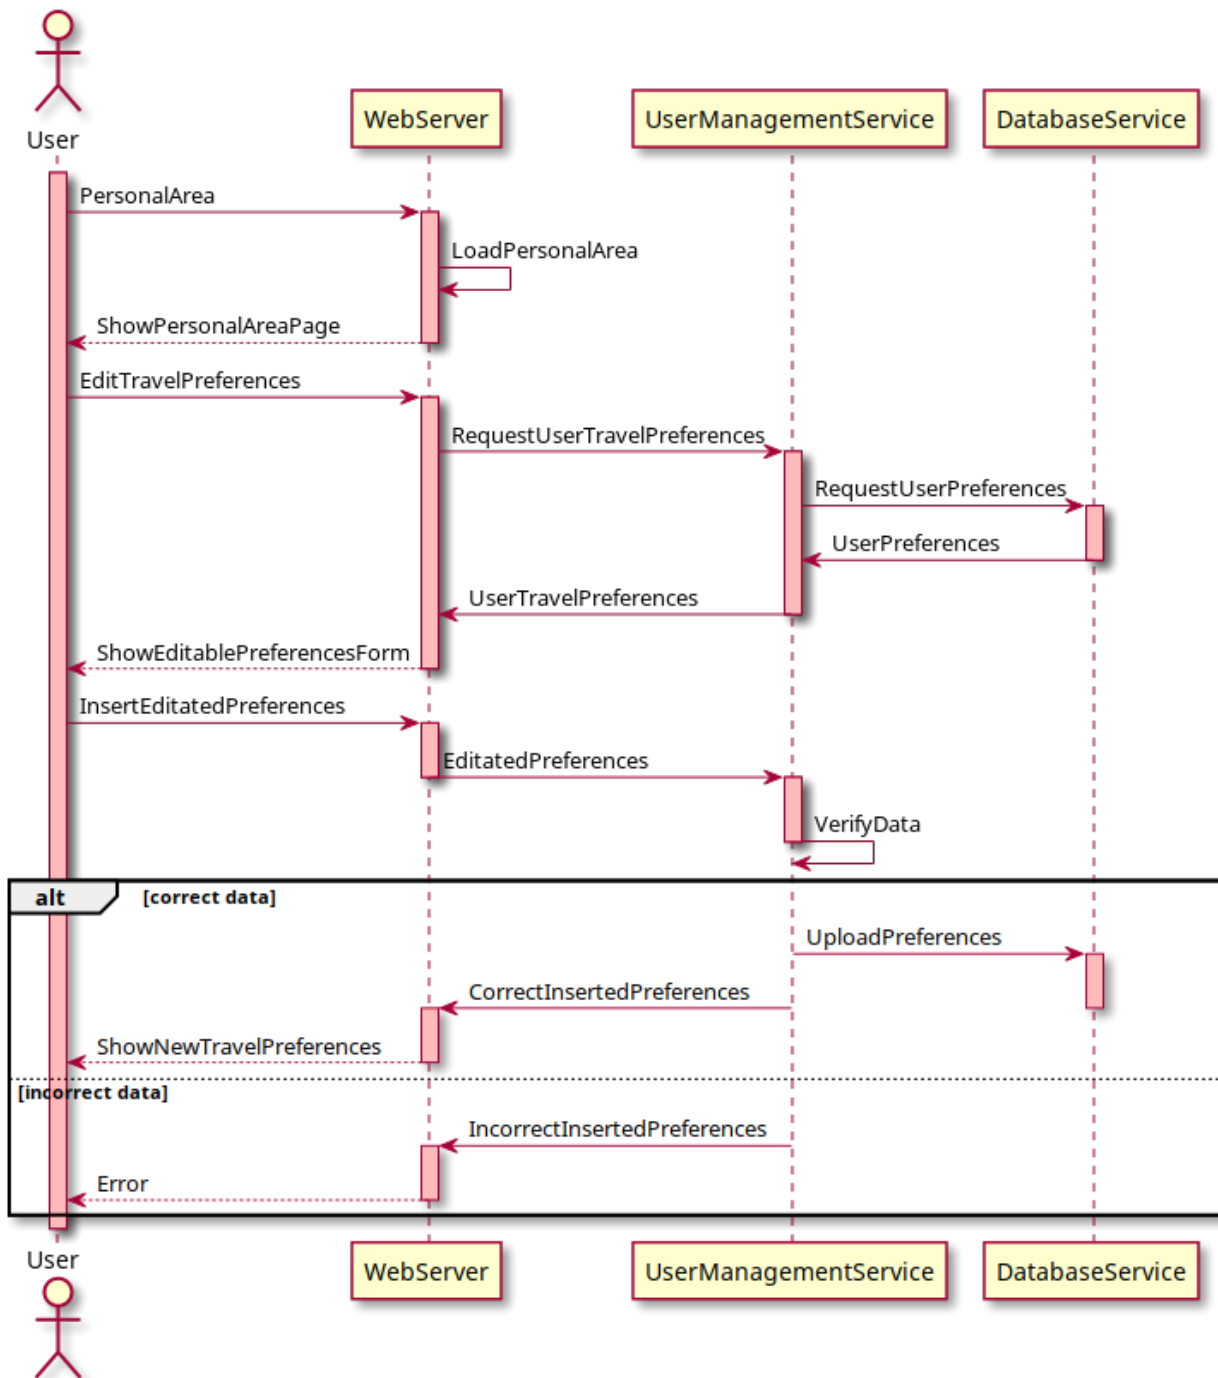 User
WebServer
UserManagementService
DatabaseService
PersonalArea
LoadPersonalArea
ShowPersonalAreaPage
EditTravelPreferences
RequestUserTravelPreferences
RequestUserPreferences
UserPreferences
UserTravelPreferences
ShowEditablePreferencesForm
InsertEditatedPreferences
EditatedPreferences
VerifyData
alt
[correct data]
UploadPreferences
CorrectInsertedPreferences
ShowNewTravelPreferences
[incorrect data]
IncorrectInsertedPreferences
Error
User
WebServer
UserManagementService
DatabaseService